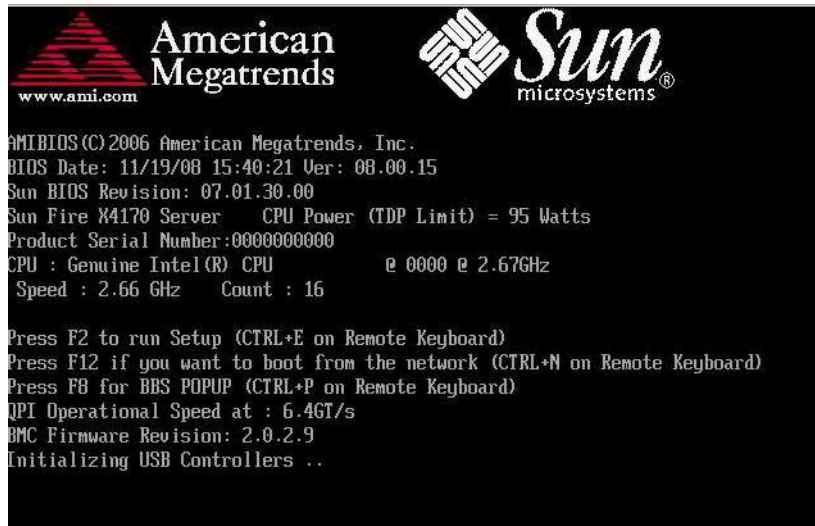 American
Megatrends
www.ami.com
Sun®
microsystems
AMIBIOS(C)2006 American Megatrends, Inc.
BIOS Date: 11/19/08 15:40:21 Ver: 08.00.15
Sun BIOS Revision: 07.01.30.00
Sun Fire X4170 Server CPU Power (TDP Limit) = 95 Watts
Product Serial Number:0000000000
CPU : Genuine Intel(R) CPU @ 0000 @ 2.67GHz
Speed : 2.66 GHz Count : 16
Press F2 to run Setup (CTRL+E on Remote Keyboard)
Press F12 if you want to boot from the network (CTRL+N on Remote Keyboard)
Press F8 for BBS POPUP (CTRL+P on Remote Keyboard)
QPI Operational Speed at : 6.4GT/s
BMC Firmware Revision: 2.0.2.9
Initializing USB Controllers ..